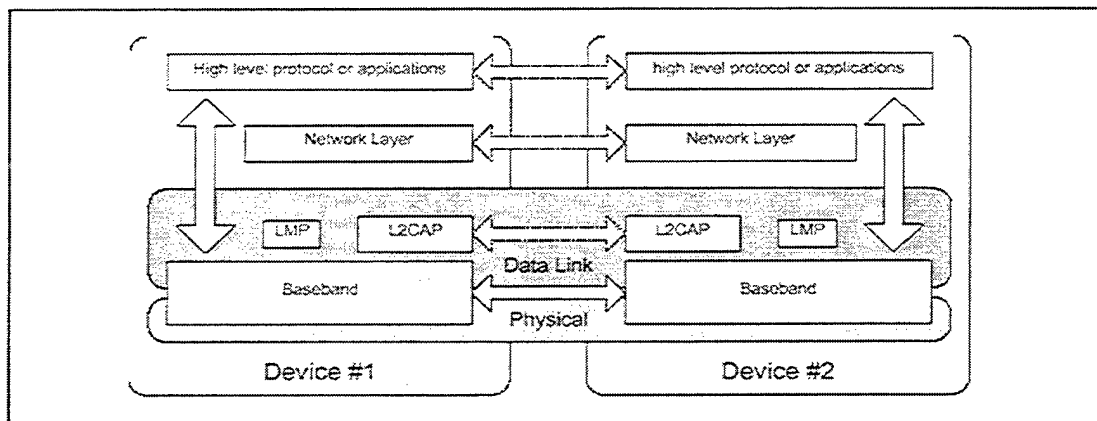 High level protocol or applications
high level protocol or applications
Network Layer
Network Layer
LMP
L2CAP
L2CAP
LMP
Data Link
Baseband
Baseband
Physical
Device #1
Device #2